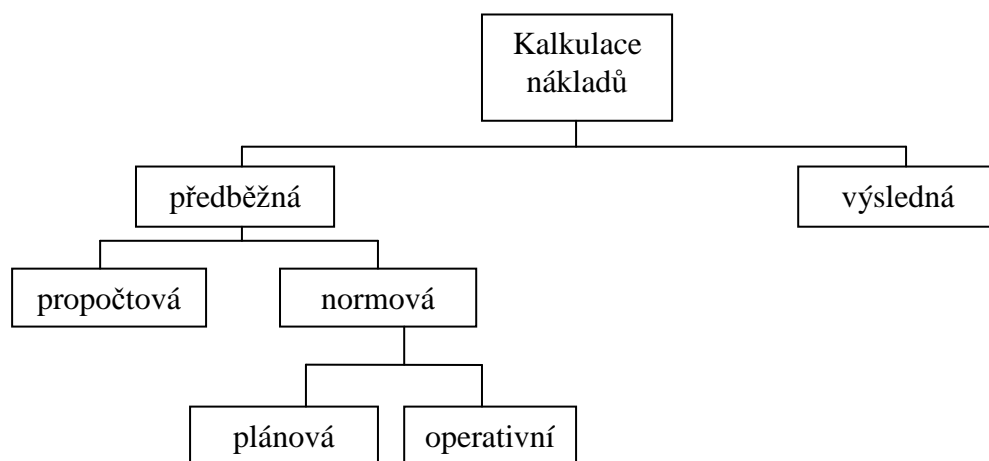 Kalkulace
nákladů
předběžná
výsledná
propočtová
normová
plánová
operativní